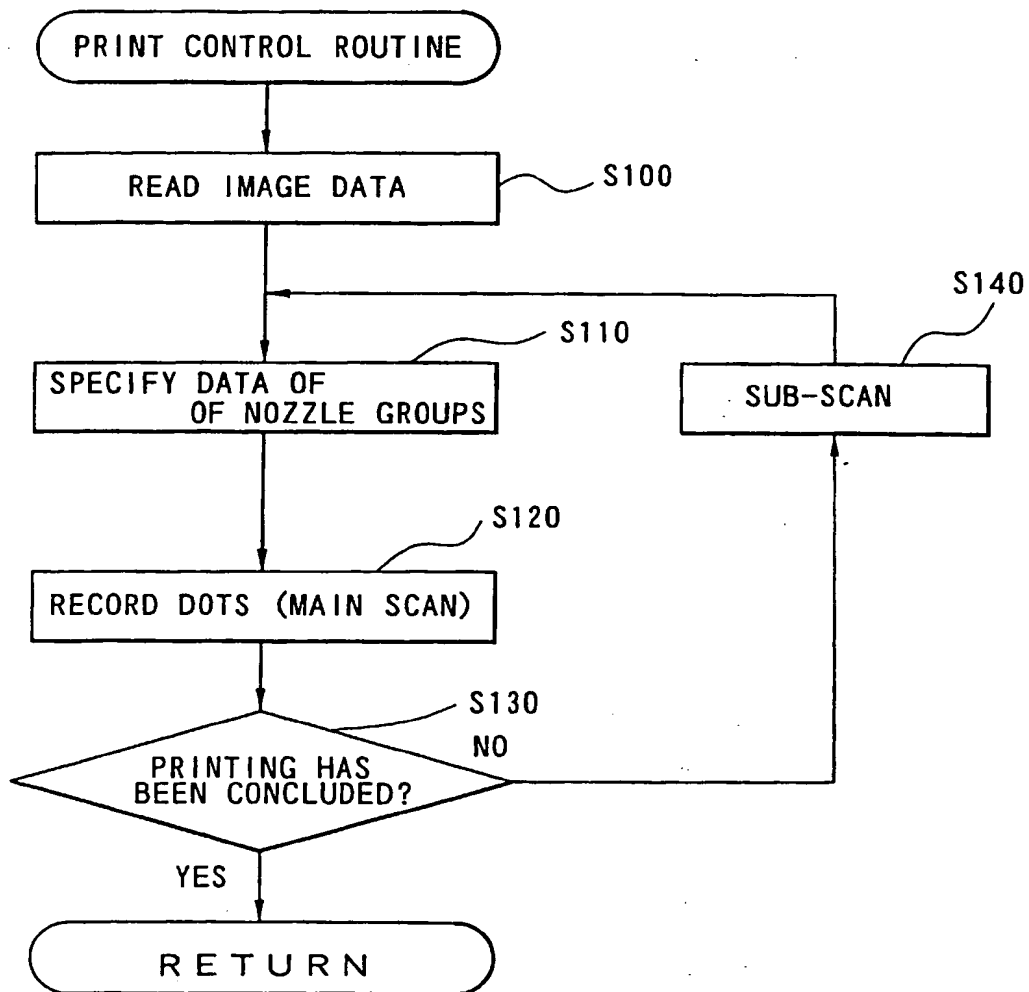 PRINT CONTROL ROUTINE
READ IMAGE DATA
S100
S140
S110
SPECIFY DATA OF
OF NOZZLE GROUPS
SUB-SCAN
S120
RECORD DOTS (MAIN SCAN)
S130
NO
PRINTING HAS
BEEN CONCLUDED?
YES
RETURN